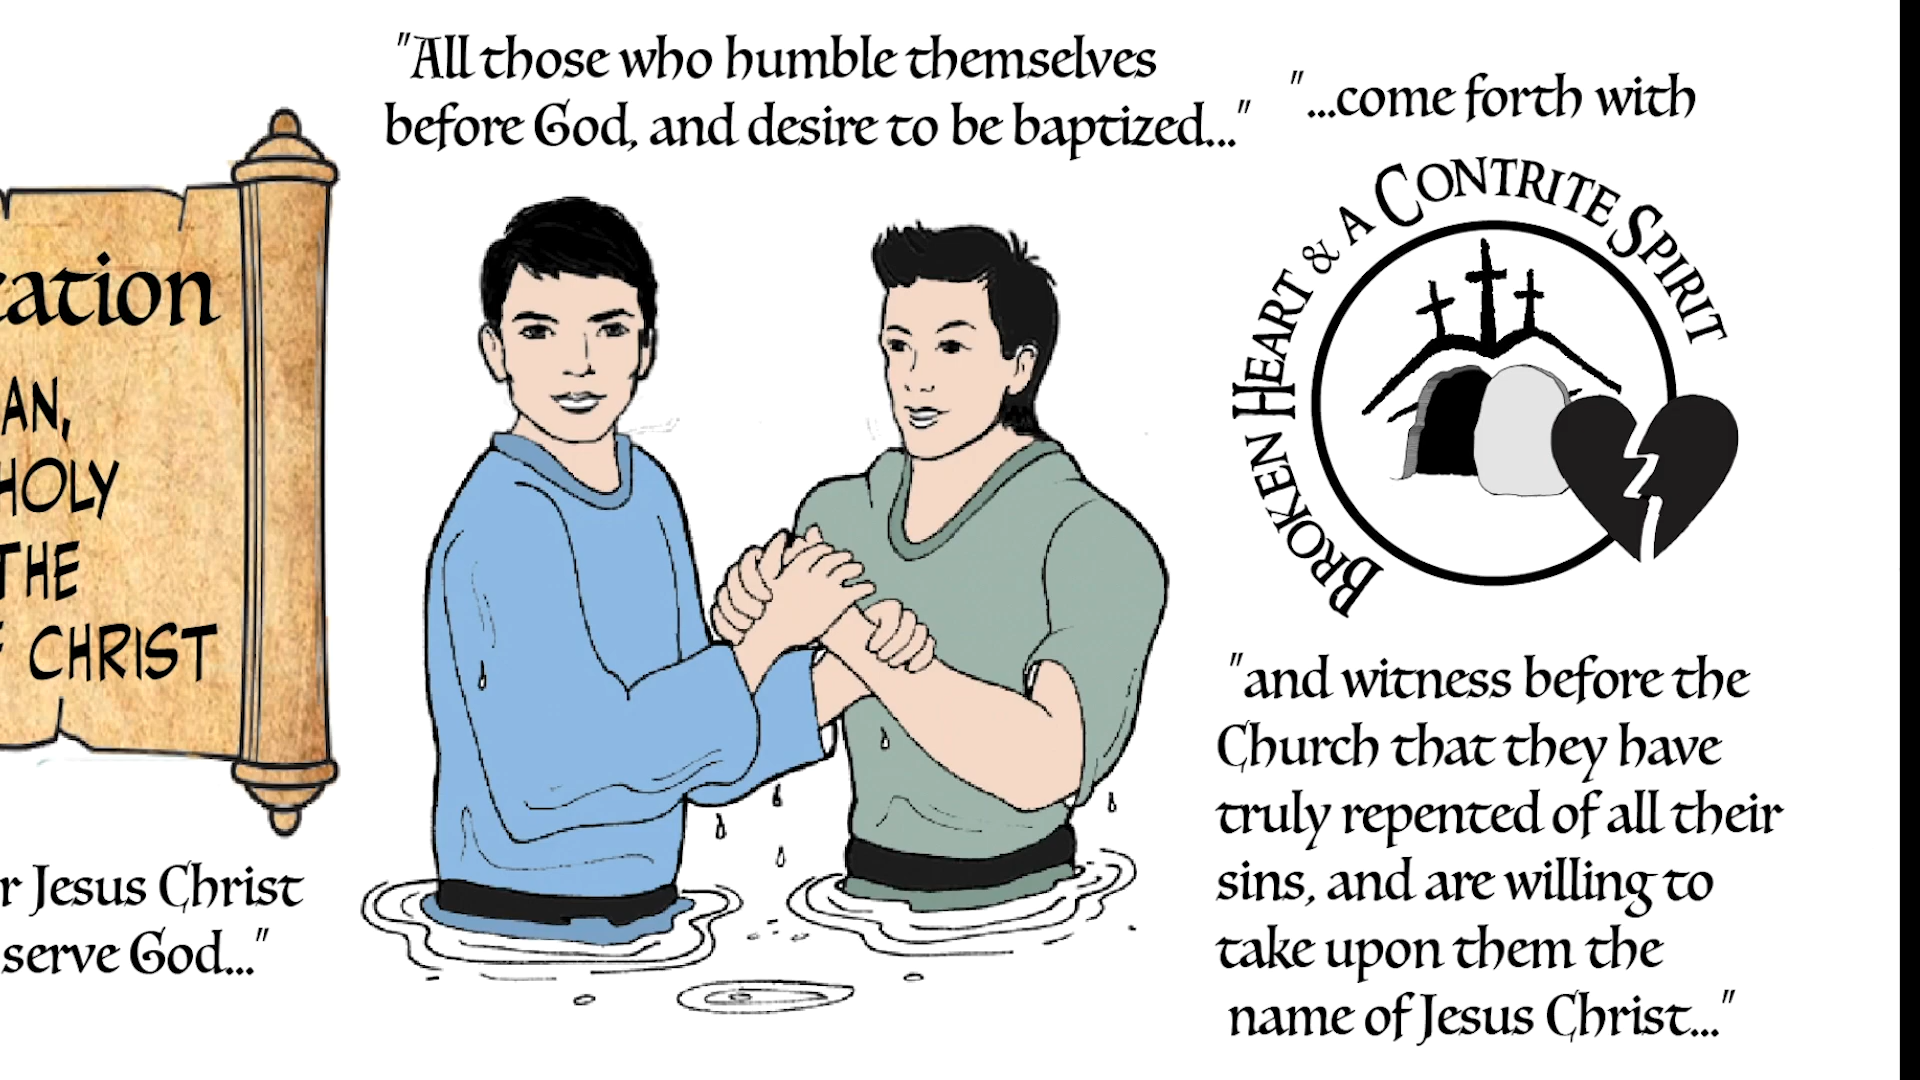 "All those who humble themselves
before God, and desire to be baptized..."
"...come forth with
BROKEN HEART & A CONTRITE SPIRIT
"and witness before the
Church that they have
truly repented of all their
sins, and are willing to
take upon them the
name of Jesus Christ..."
HOLY
THE
CHRIST
Jesus Christ
serve God..."